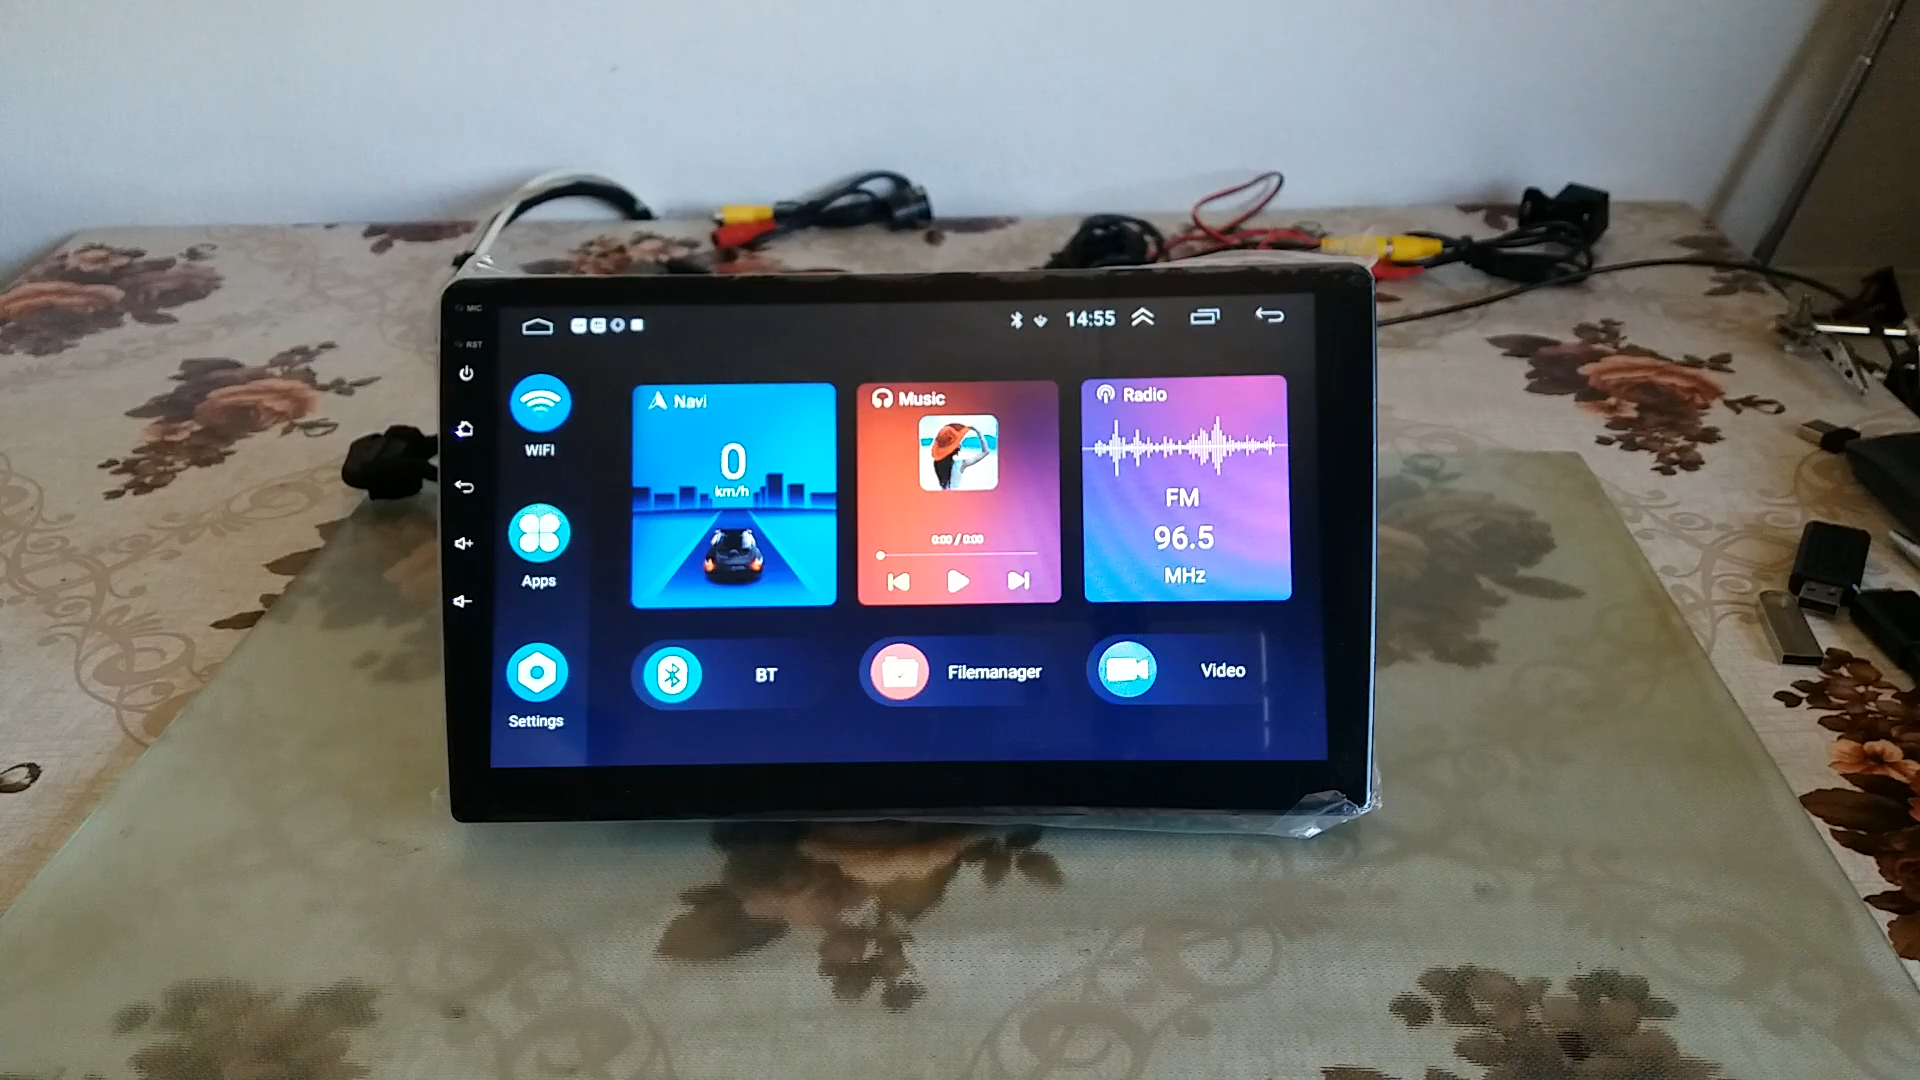 MIC
RST
14:55
WIFI
Apps
Settings
Navi
0
km/h
Music
0:00 / 0:00
Radio
FM
96.5
MHz
BT
Filemanager
Video